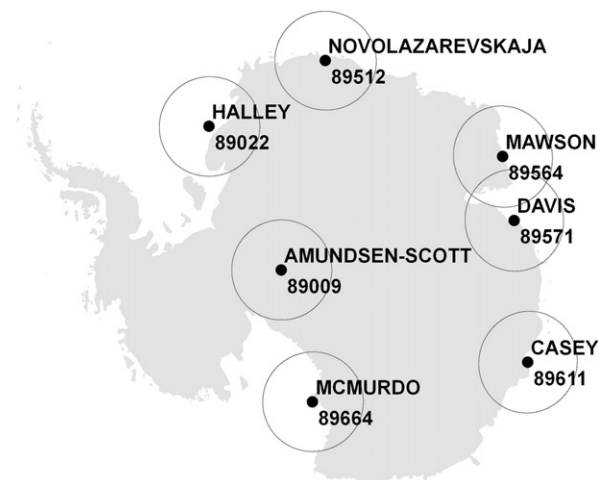 NOVOLAZAREVSKAJA
89512
HALLEY
89022
MAWSON
89564
DAVIS
89571
AMUNDSEN-SCOTT
89009
CASEY
89611
MCMURDO
89664